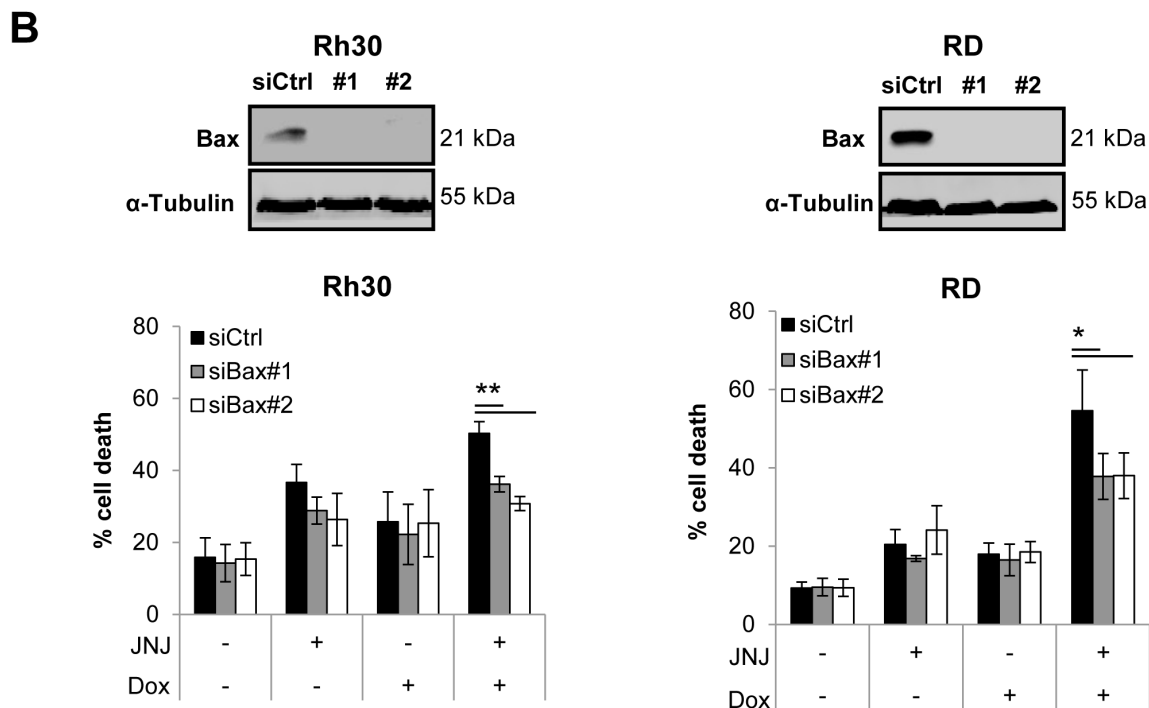 B
Rh30
siCtrl #1 #2
Bax 21 kDa
α-Tubulin 55 kDa
RD
siCtrl #1 #2
Bax 21 kDa
α-Tubulin 55 kDa
Rh30
% cell death
80
60
40
20
0
siCtrl
siBax#1
siBax#2
**
JNJ - + - +
Dox - - + +
RD
% cell death
80
60
40
20
0
siCtrl
siBax#1
siBax#2
*
JNJ - + - +
Dox - - + +